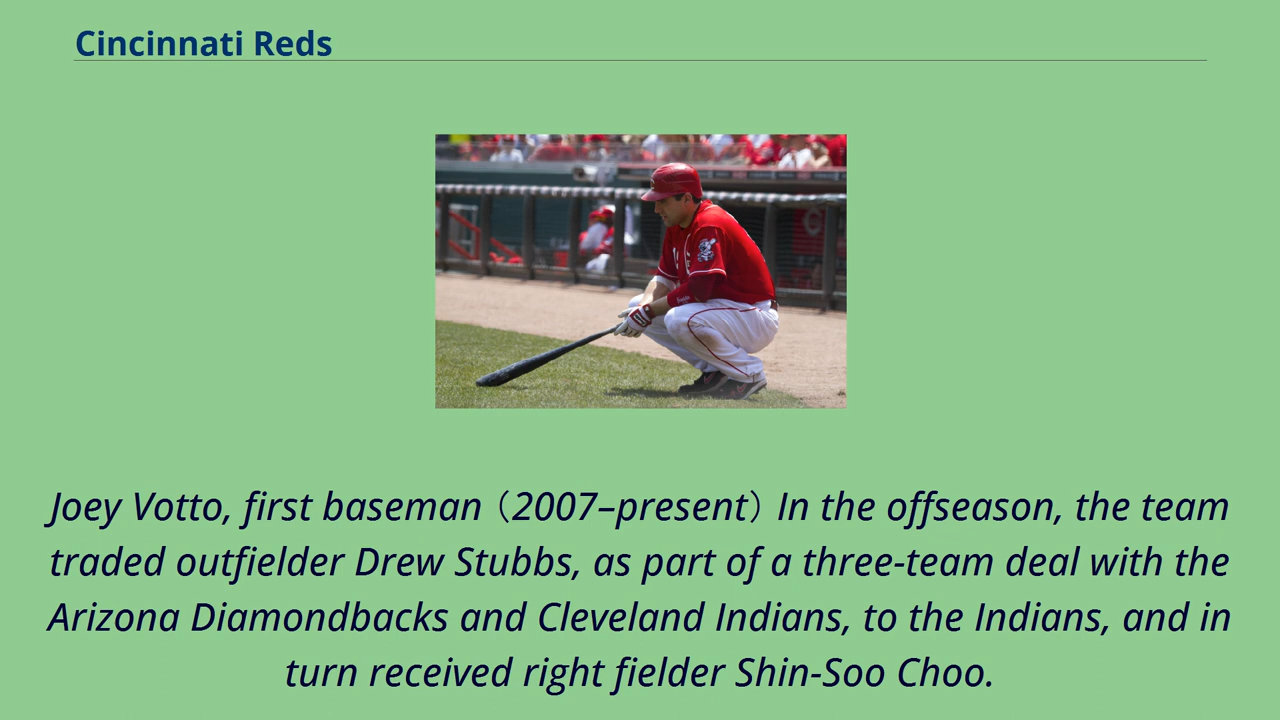 Cincinnati Reds
Joey Votto, first baseman（2007–present）In the offseason, the team
traded outfielder Drew Stubbs, as part of a three-team deal with the
Arizona Diamondbacks and Cleveland Indians, to the Indians, and in
turn received right fielder Shin-Soo Choo.